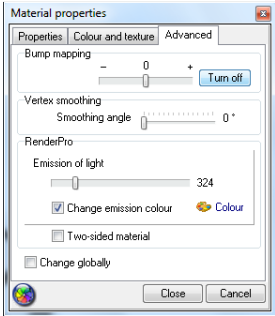 Material properties
Properties Colour and texture Advanced
Bump mapping
− 0 +
Turn off
Vertex smoothing
Smoothing angle 0 °
RenderPro
Emission of light
324
Change emission colour Colour
Two-sided material
Change globally
Close Cancel